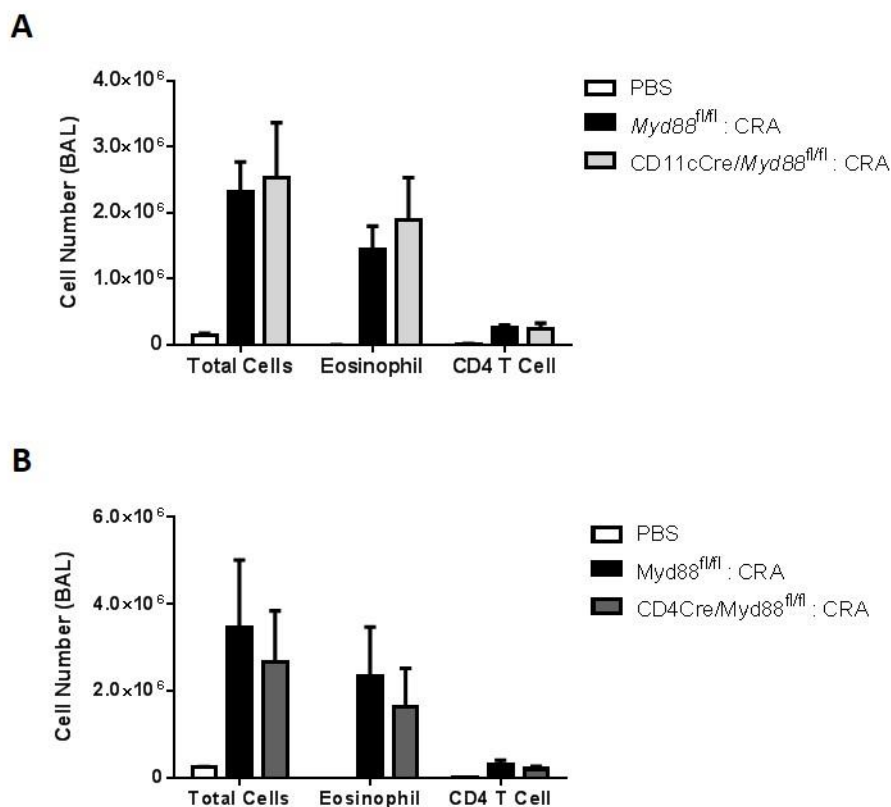 A
Cell Number (BAL)
4.0×10⁶
3.0×10⁶
2.0×10⁶
1.0×10⁶
0
Total Cells
Eosinophil
CD4 T Cell
PBS
Myd88ᶠˡ/ᶠˡ : CRA
CD11cCre/Myd88ᶠˡ/ᶠˡ : CRA
B
Cell Number (BAL)
6.0×10⁶
4.0×10⁶
2.0×10⁶
0
Total Cells
Eosinophil
CD4 T Cell
PBS
Myd88ᶠˡ/ᶠˡ : CRA
CD4Cre/Myd88ᶠˡ/ᶠˡ : CRA